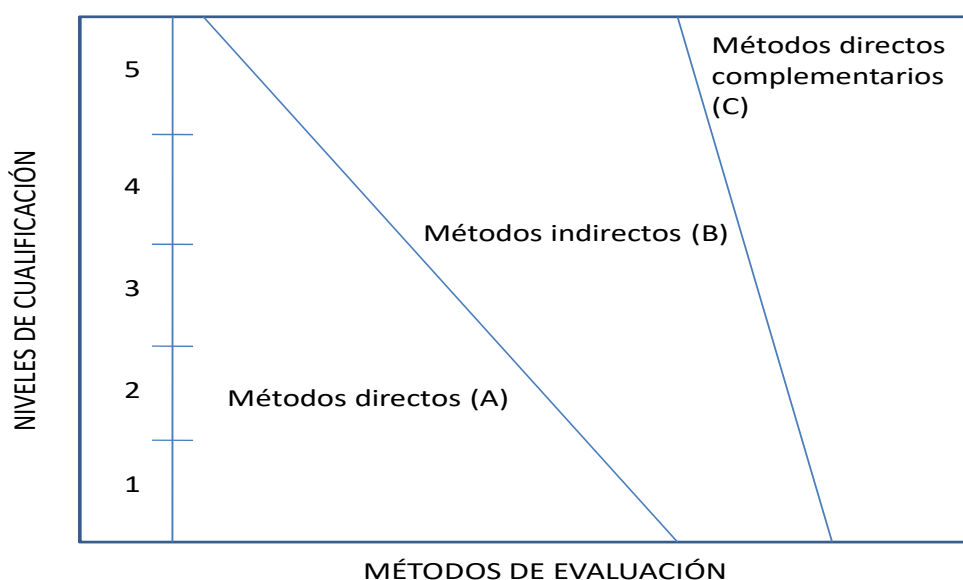 Métodos directos
complementarios
(C)
5
4
Métodos indirectos (B)
3
2
Métodos directos (A)
1
NIVELES DE CUALIFICACIÓN
MÉTODOS DE EVALUACIÓN